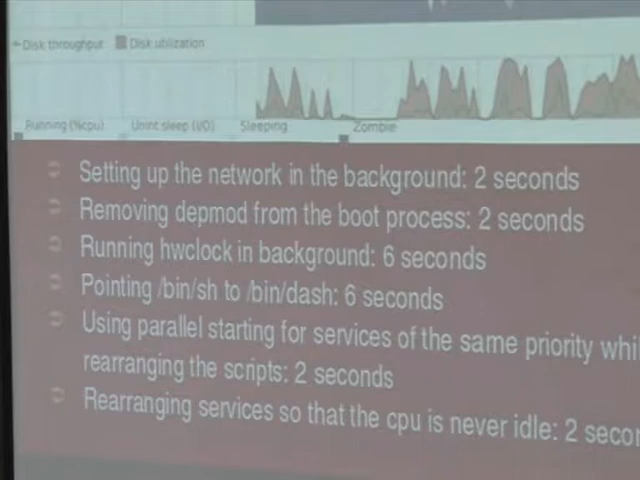 Disk throughput Disk utilization
Running (%cpu) Unint sleep (I/O) Sleeping Zombie
Setting up the network in the background: 2 seconds
Removing depmod from the boot process: 2 seconds
Running hwclock in background: 6 seconds
Pointing /bin/sh to /bin/dash: 6 seconds
Using parallel starting for services of the same priority whi
rearranging the scripts: 2 seconds
Rearranging services so that the cpu is never idle: 2 secon